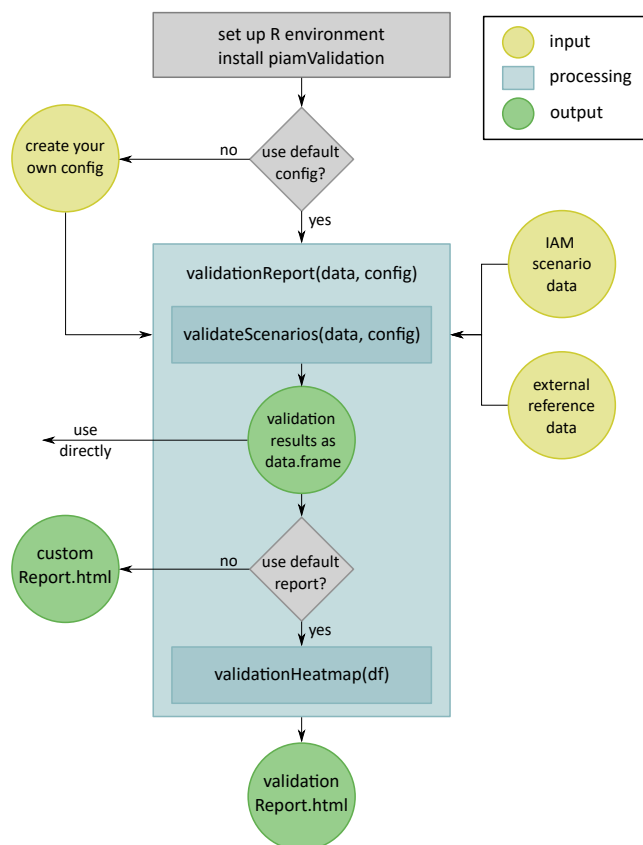 set up R environment
install piamValidation
input
processing
output
create your
own config
no
use default
config?
yes
validationReport(data, config)
IAM
scenario
data
validateScenarios(data, config)
external
reference
data
validation
results as
data.frame
use
directly
custom
Report.html
no
use default
report?
yes
validationHeatmap(df)
validation
Report.html